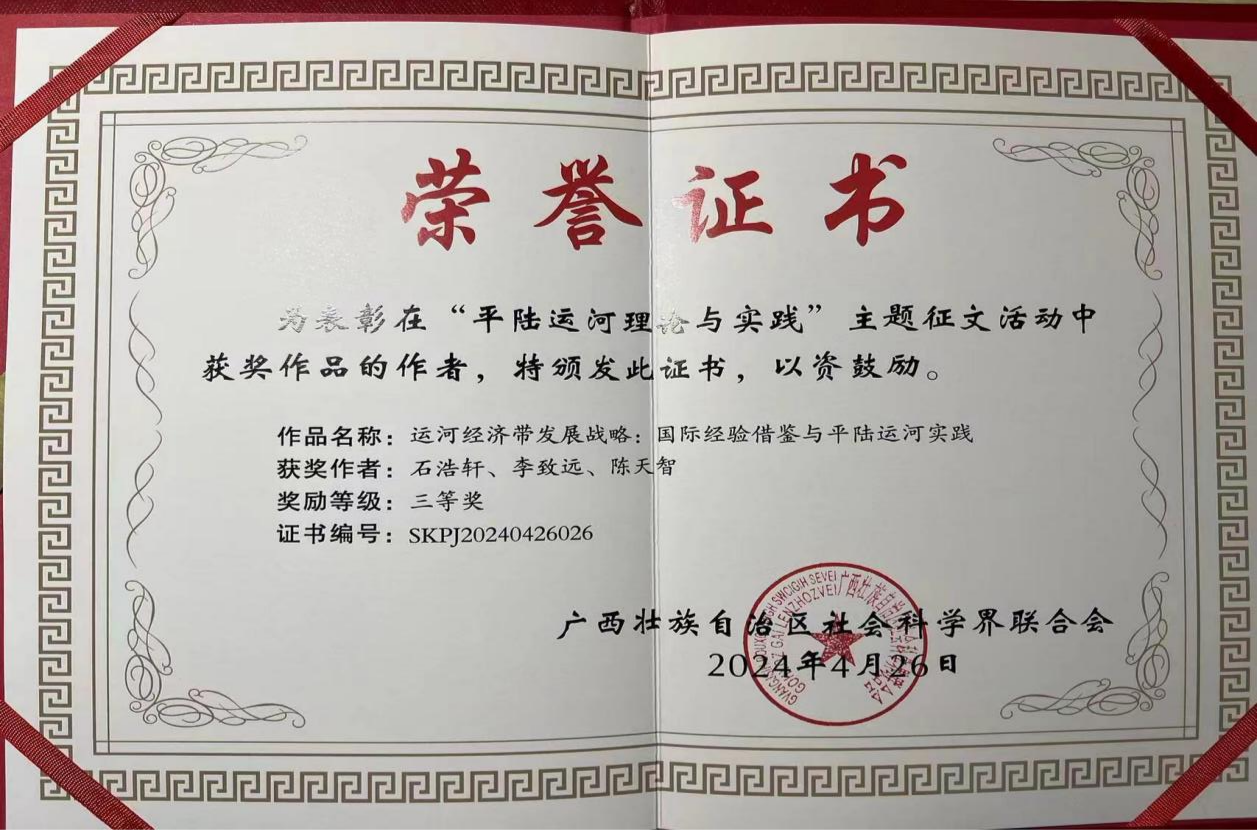 荣誉证书
为表彰在“平陆运河理论与实践”主题征文活动中
获奖作品的作者，特颁发此证书，以资鼓励。
作品名称：运河经济带发展战略：国际经验借鉴与平陆运河实践
获奖作者：石浩轩、李致远、陈天智
奖励等级：三等奖
证书编号：SKPJ20240426026
广西壮族自治区社会科学界联合会
2024年4月26日